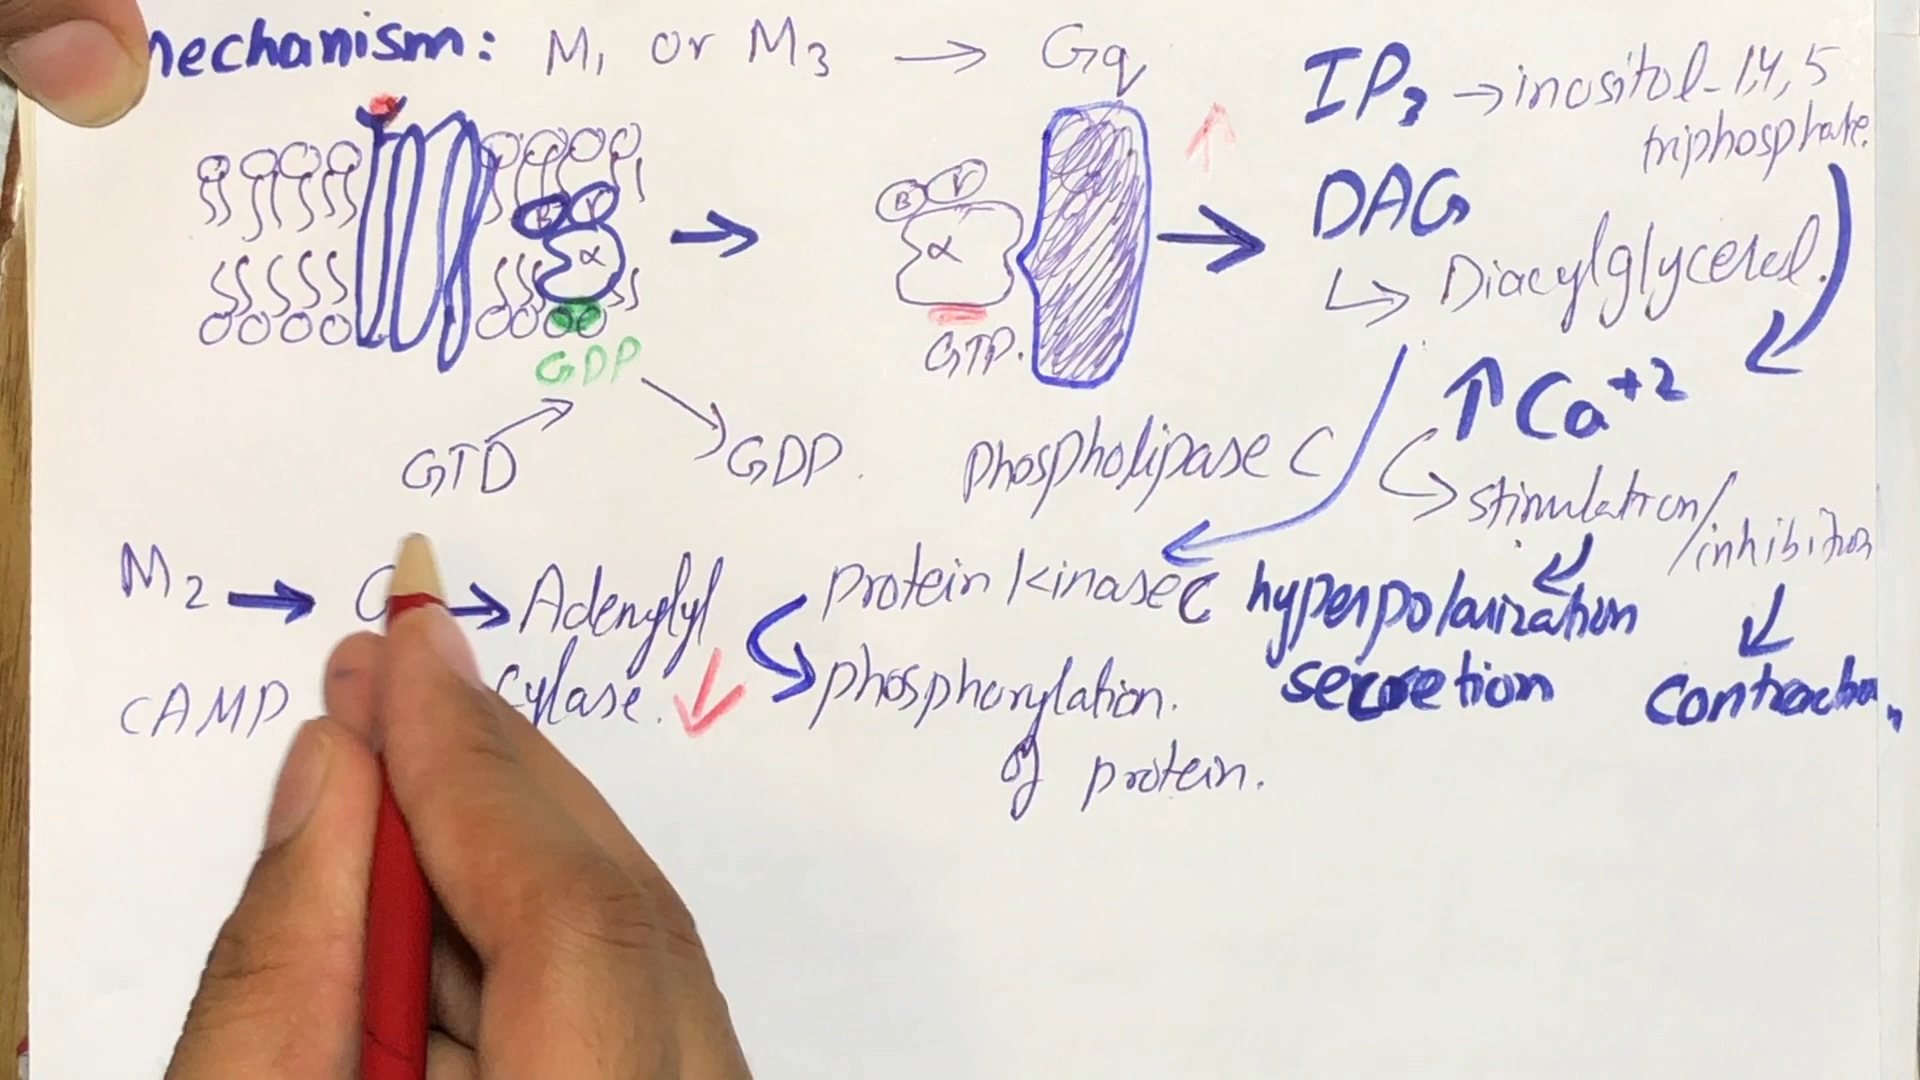 mechanism: M1 or M3 → Gq
IP3 → inositol-1,4,5
triphosphate.
DAG
↳ Diacylglycerol.
B γ
α
GDP
GTD
GDP.
B γ
α
GTP.
Phospholipase C
↑ Ca+2
↳ stimulation/inhibition
hyperpolarization
secretion
contraction
M2 → G → Adenylyl
cylase. ↓
cAMP
protein kinase C
phosphorylation
of protein.